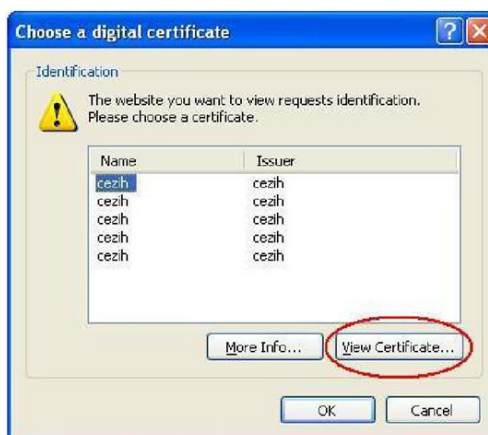 Choose a digital certificate
Identification
The website you want to view requests identification.
Please choose a certificate.
Name Issuer
cezih cezih
cezih cezih
cezih cezih
cezih cezih
cezih cezih
More Info... View Certificate...
OK Cancel